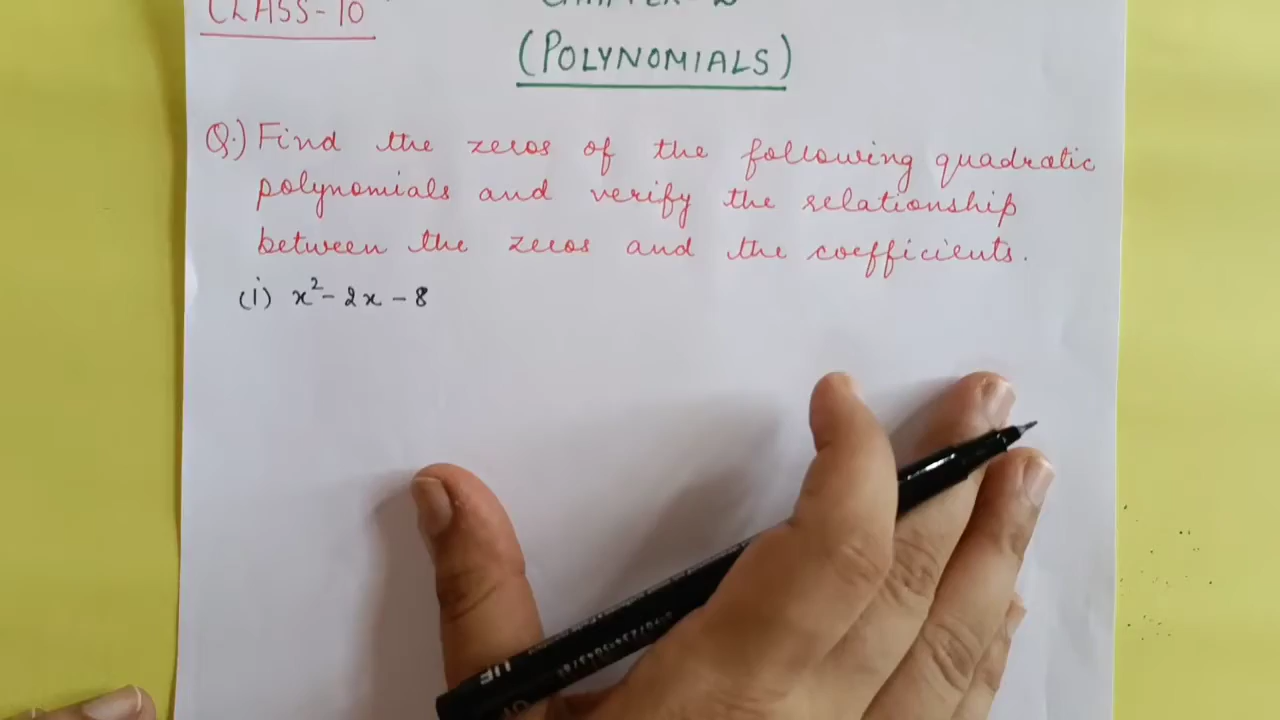 CLASS-10
(POLYNOMIALS)
Q.) Find the zeros of the following quadratic
polynomials and verify the relationship
between the zeros and the coefficients.
(i) x² - 2x - 8
UF